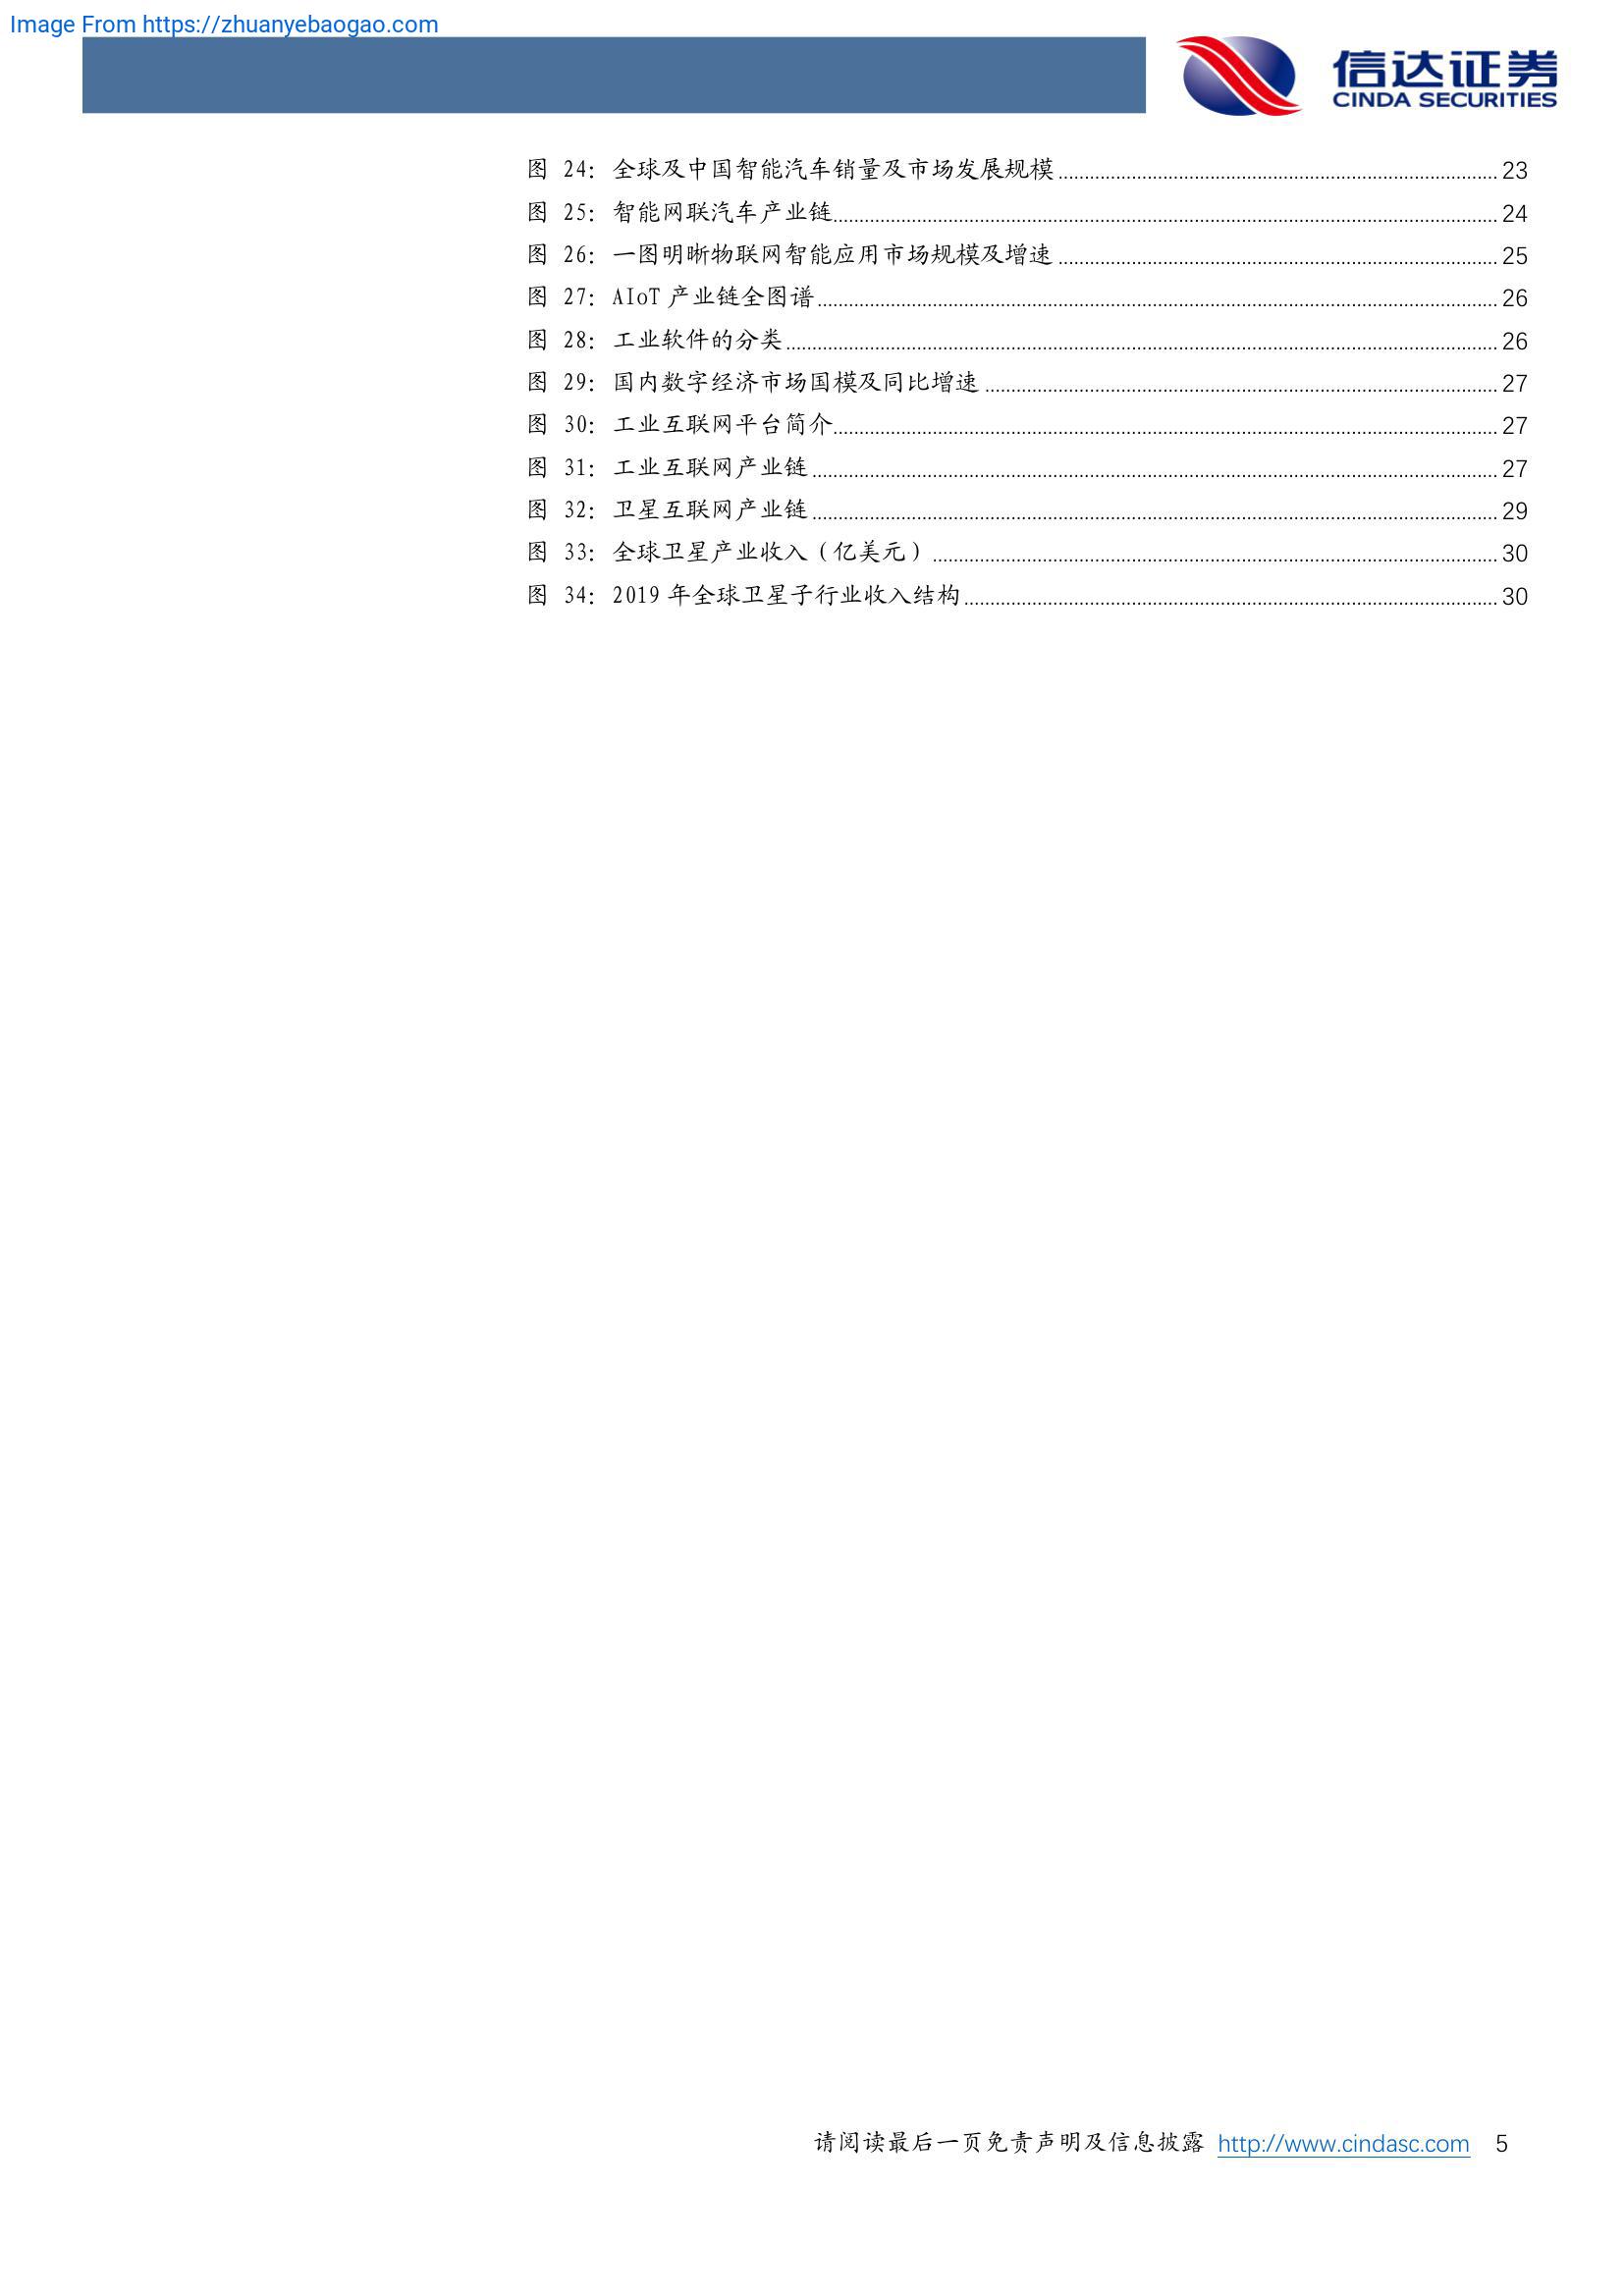 Image From https://zhuanyebaogao.com
信达证券
CINDA SECURITIES
图 24: 全球及中国智能汽车销量及市场发展规模 23
图 25: 智能网联汽车产业链 24
图 26: 一图明晰物联网智能应用市场规模及增速 25
图 27: AIoT 产业链全图谱 26
图 28: 工业软件的分类 26
图 29: 国内数字经济市场国模及同比增速 27
图 30: 工业互联网平台简介 27
图 31: 工业互联网产业链 27
图 32: 卫星互联网产业链 29
图 33: 全球卫星产业收入（亿美元） 30
图 34: 2019 年全球卫星子行业收入结构 30
请阅读最后一页免责声明及信息披露 http://www.cindasc.com 5